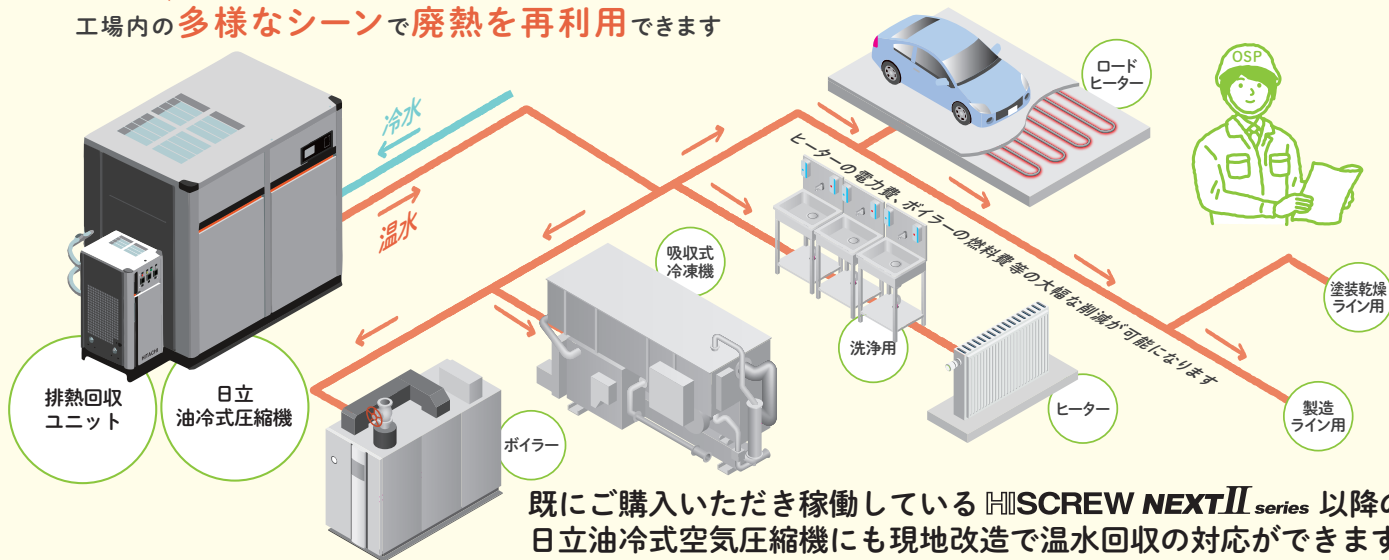 工場内の多様なシーンで廃熱を再利用できます
冷水
温水
ロード
ヒーター
OSP
ヒーターの電力費、ボイラーの燃料費等の大幅な削減が可能になります
吸収式
冷凍機
洗浄用
ヒーター
塗装乾燥
ライン用
製造
ライン用
排熱回収
ユニット
日立
油冷式圧縮機
HITACHI
ボイラー
既にご購入いただき稼働している HISCREW NEXTII series 以降の
日立油冷式空気圧縮機にも現地改造で温水回収の対応ができます